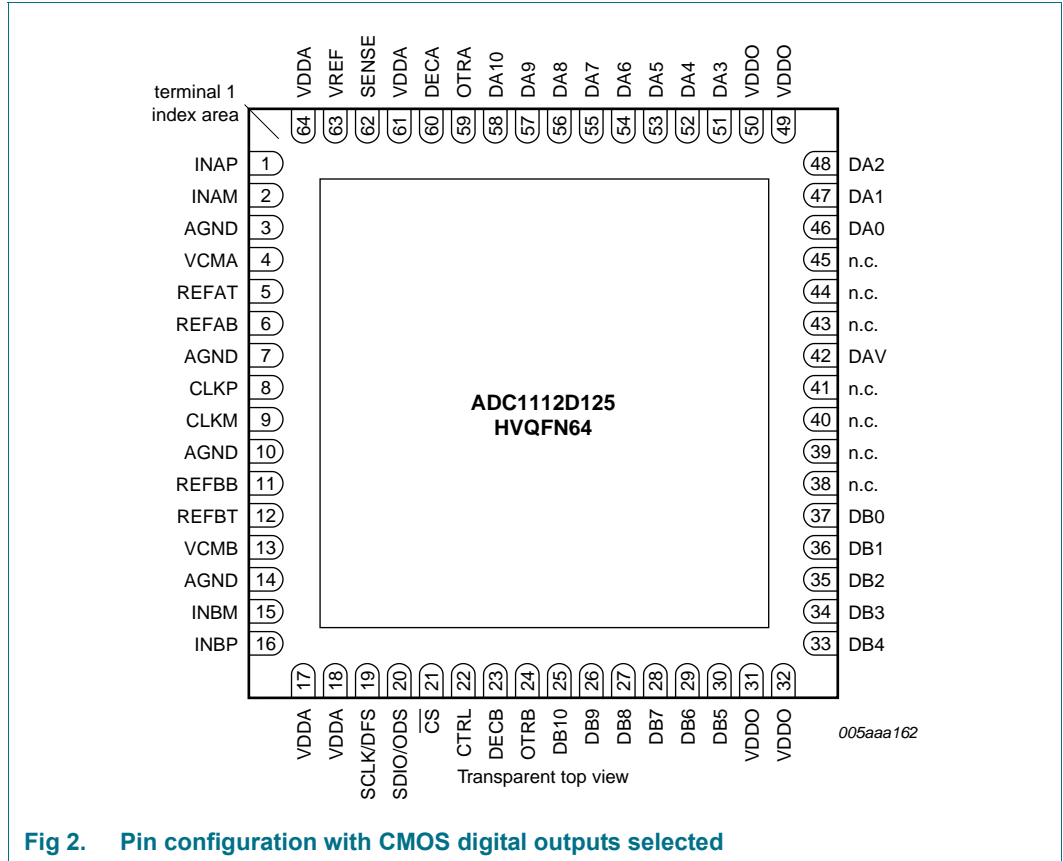 VDDA VREF SENSE VDDA DECA OTRA DA10 DA9 DA8 DA7 DA6 DA5 DA4 DA3 VDDO VDDO
terminal 1
index area
64 63 62 61 60 59 58 57 56 55 54 53 52 51 50 49
INAP 1 48 DA2
INAM 2 47 DA1
AGND 3 46 DA0
VCMA 4 45 n.c.
REFAT 5 44 n.c.
REFAB 6 43 n.c.
AGND 7 42 DAV
CLKP 8 41 n.c.
ADC1112D125
HVQFN64
CLKM 9 40 n.c.
AGND 10 39 n.c.
REFBB 11 38 n.c.
REFBT 12 37 DB0
VCMB 13 36 DB1
AGND 14 35 DB2
INBM 15 34 DB3
INBP 16 33 DB4
17 18 19 20 21 22 23 24 25 26 27 28 29 30 31 32
VDDA VDDA SCLK/DFS SDIO/ODS CS CTRL DECB OTRB DB10 DB9 DB8 DB7 DB6 DB5 VDDO VDDO
005aaa162
Transparent top view
Fig 2. Pin configuration with CMOS digital outputs selected